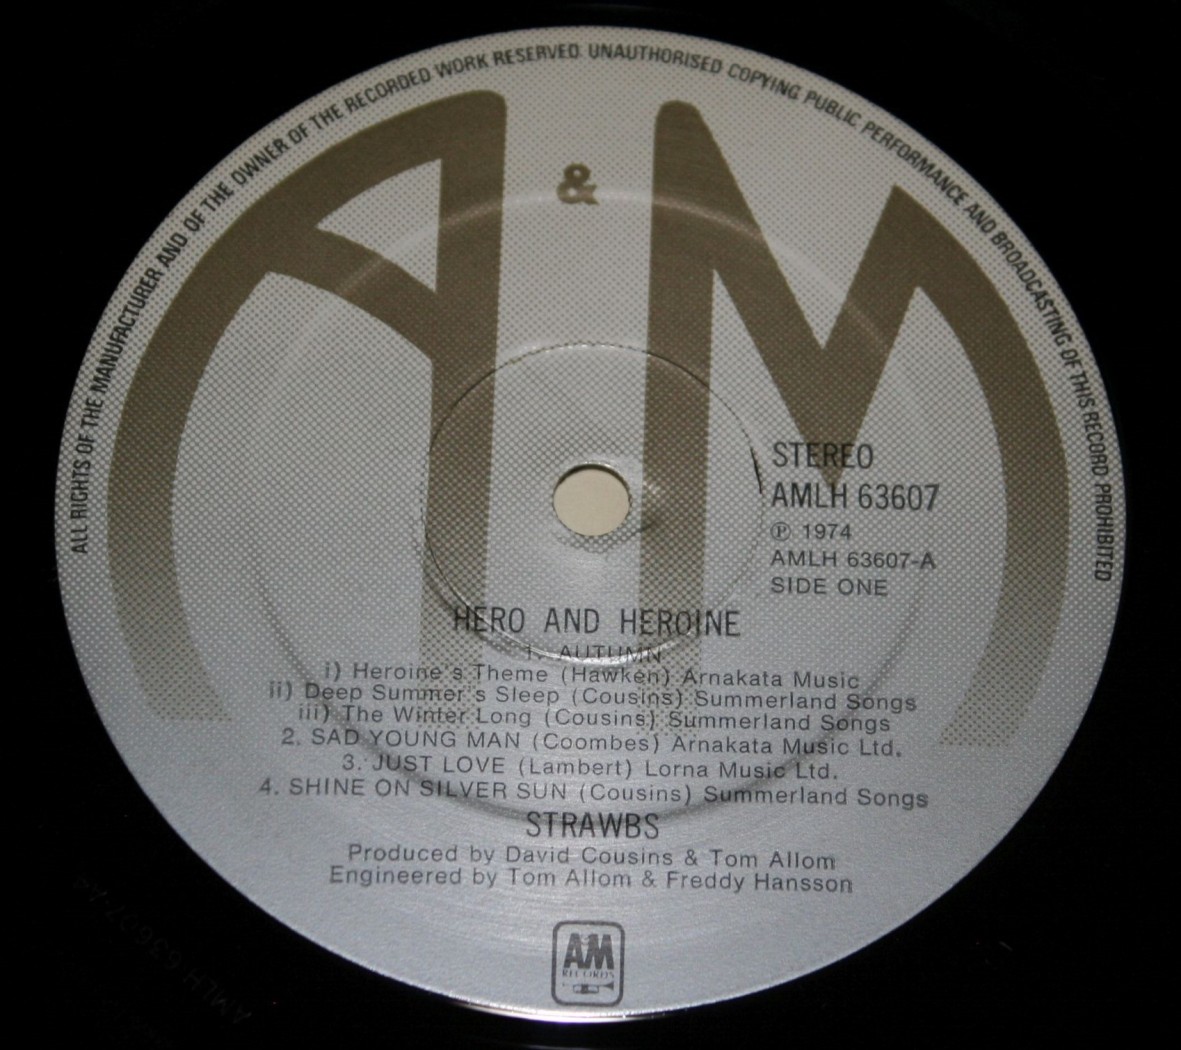 ALL RIGHTS OF THE MANUFACTURER AND OF THE OWNER OF THE RECORDED WORK RESERVED. UNAUTHORISED COPYING PUBLIC PERFORMANCE AND BROADCASTING OF THIS RECORD PROHIBITED
A & M
STEREO
AMLH 63607
℗ 1974
AMLH 63607-A
SIDE ONE
HERO AND HEROINE
1. AUTUMN
i) Heroine's Theme (Hawken) Arnakata Music
ii) Deep Summer's Sleep (Cousins) Summerland Songs
iii) The Winter Long (Cousins) Summerland Songs
2. SAD YOUNG MAN (Coombes) Arnakata Music Ltd.
3. JUST LOVE (Lambert) Lorna Music Ltd.
4. SHINE ON SILVER SUN (Cousins) Summerland Songs
STRAWBS
Produced by David Cousins & Tom Allom
Engineered by Tom Allom & Freddy Hansson
AM
RECORDS
AMLH 63607